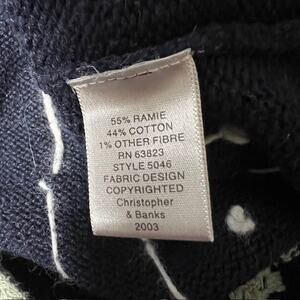 55% RAMIE
44% COTTON
1% OTHER FIBRE
RN 63823
STYLE 5046
FABRIC DESIGN
COPYRIGHTED
Christopher
& Banks
2003